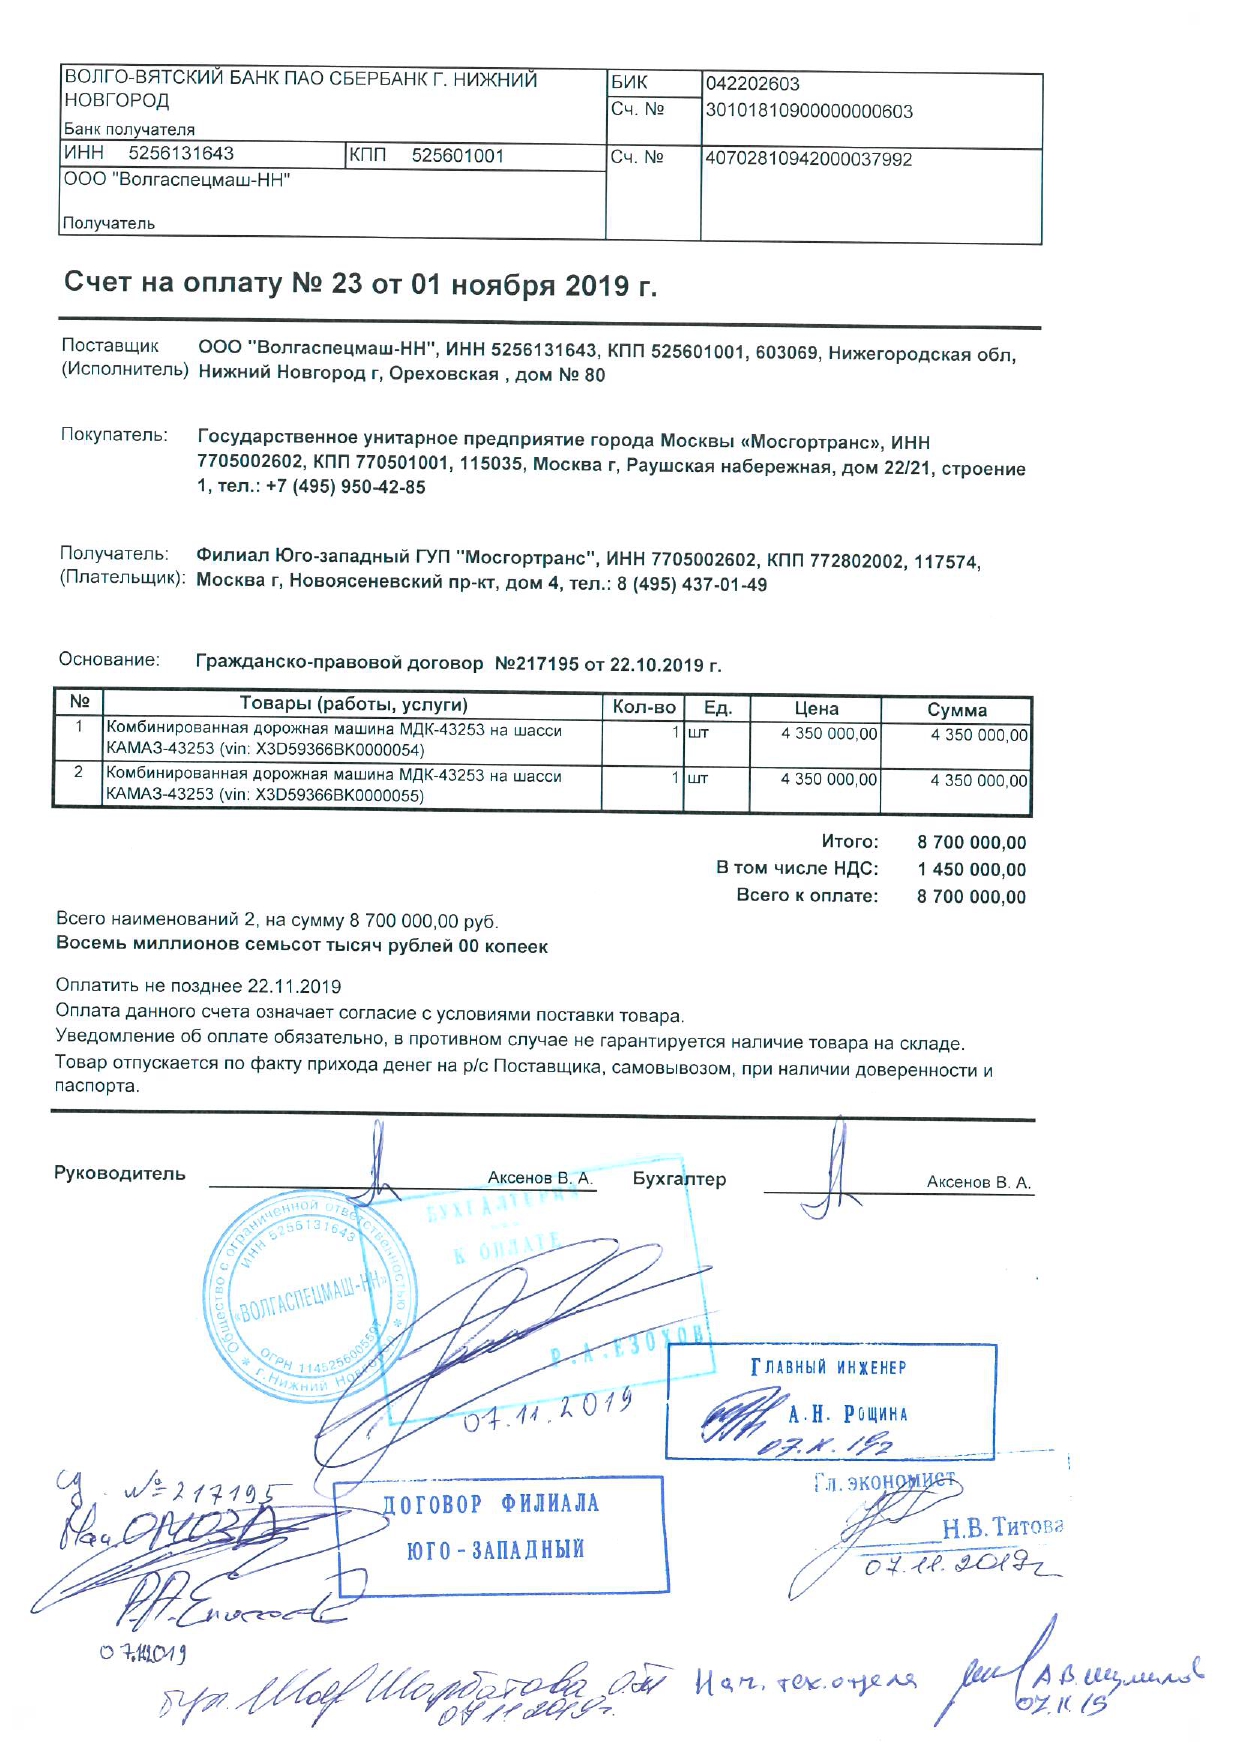 ВОЛГО-ВЯТСКИЙ БАНК ПАО СБЕРБАНК Г. НИЖНИЙ
НОВГОРОД
Банк получателя
БИК 042202603
Сч. № 30101810900000000603
ИНН 5256131643 КПП 525601001 Сч. № 40702810942000037992
ООО "Волгаспецмаш-НН"
Получатель
Счет на оплату № 23 от 01 ноября 2019 г.
Поставщик ООО "Волгаспецмаш-НН", ИНН 5256131643, КПП 525601001, 603069, Нижегородская обл,
(Исполнитель) Нижний Новгород г, Ореховская , дом № 80
Покупатель: Государственное унитарное предприятие города Москвы «Мосгортранс», ИНН
7705002602, КПП 770501001, 115035, Москва г, Раушская набережная, дом 22/21, строение
1, тел.: +7 (495) 950-42-85
Получатель: Филиал Юго-западный ГУП "Мосгортранс", ИНН 7705002602, КПП 772802002, 117574,
(Плательщик): Москва г, Новоясеневский пр-кт, дом 4, тел.: 8 (495) 437-01-49
Основание: Гражданско-правовой договор №217195 от 22.10.2019 г.
№ Товары (работы, услуги) Кол-во Ед. Цена Сумма
1 Комбинированная дорожная машина МДК-43253 на шасси 1 шт 4 350 000,00 4 350 000,00
КАМАЗ-43253 (vin: X3D59366BK0000054)
2 Комбинированная дорожная машина МДК-43253 на шасси 1 шт 4 350 000,00 4 350 000,00
КАМАЗ-43253 (vin: X3D59366BK0000055)
Итого: 8 700 000,00
В том числе НДС: 1 450 000,00
Всего к оплате: 8 700 000,00
Всего наименований 2, на сумму 8 700 000,00 руб.
Восемь миллионов семьсот тысяч рублей 00 копеек
Оплатить не позднее 22.11.2019
Оплата данного счета означает согласие с условиями поставки товара.
Уведомление об оплате обязательно, в противном случае не гарантируется наличие товара на складе.
Товар отпускается по факту прихода денег на р/с Поставщика, самовывозом, при наличии доверенности и
паспорта.
Руководитель Аксенов В. А. Бухгалтер Аксенов В. А.
Общество с ограниченной ответственностью
ИНН 5256131643
«ВОЛГАСПЕЦМАШ-НН»
ОГРН 1145256005597
г.Нижний Новгород
БУХГАЛТЕРИЯ
К ОПЛАТЕ
Р.А.ЕЗОХОВ
07.11.2019
ГЛАВНЫЙ ИНЖЕНЕР
А.Н. РОЩИНА
№ 217195
ДОГОВОР ФИЛИАЛА
ЮГО-ЗАПАДНЫЙ
Гл. экономист
Н.В.Титова
07.11.2019г
07.11.2019
Шарбатова
07.11.2019г.
Нач. тех.отдела А.В. Шумилов
07.11.19